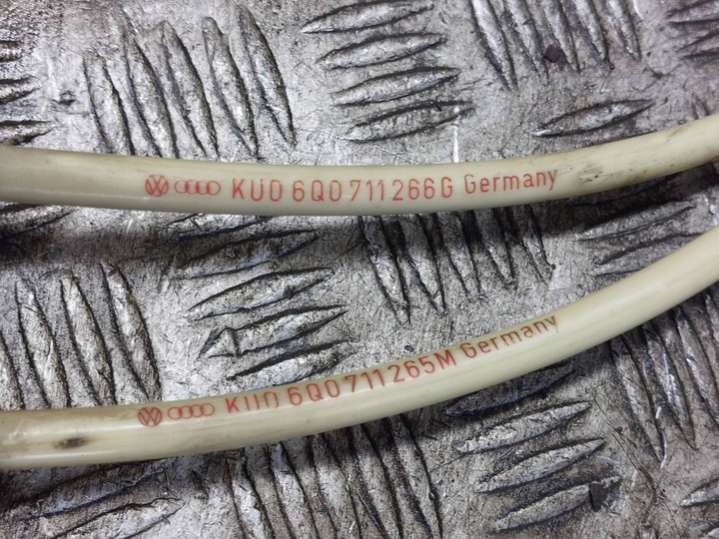 KUD 6Q0 711 266 G Germany
KUD 6Q0 711 265 M Germany